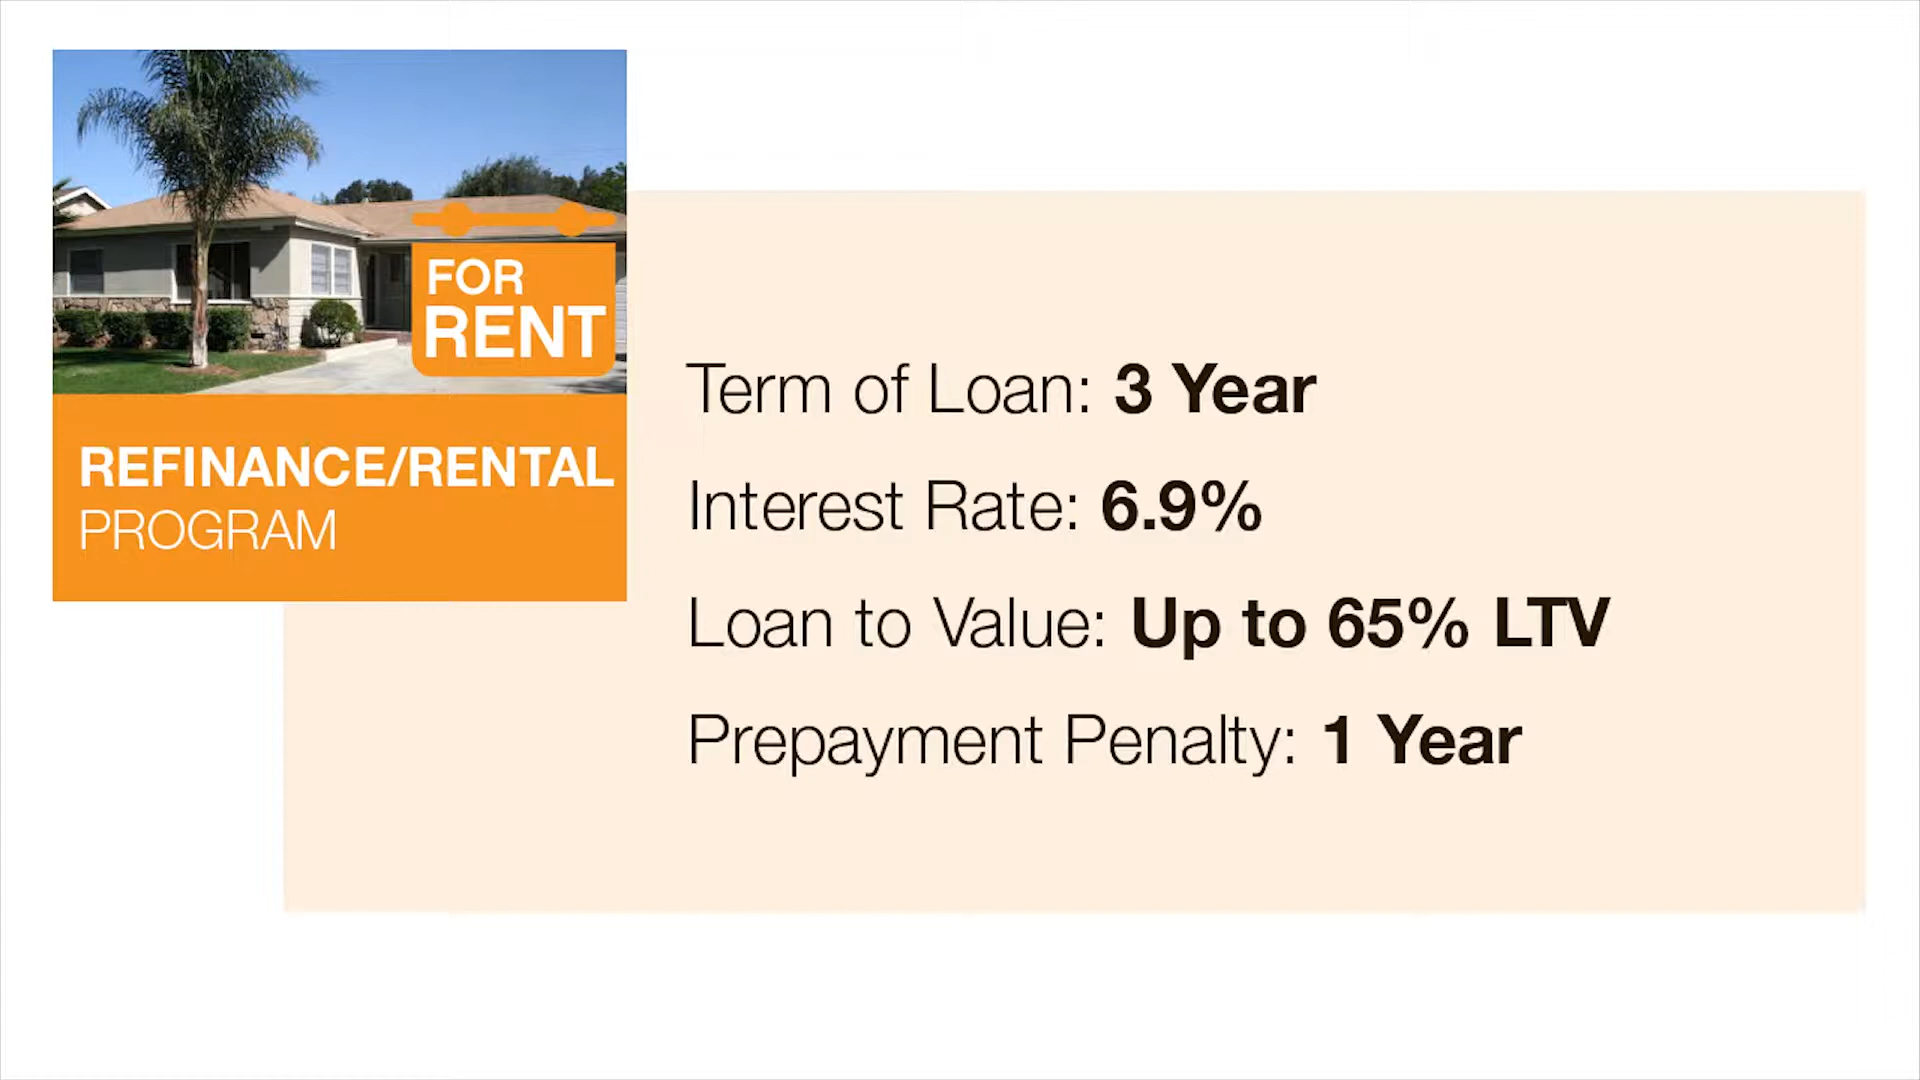 FOR
RENT
REFINANCE/RENTAL
PROGRAM
Term of Loan: 3 Year
Interest Rate: 6.9%
Loan to Value: Up to 65% LTV
Prepayment Penalty: 1 Year